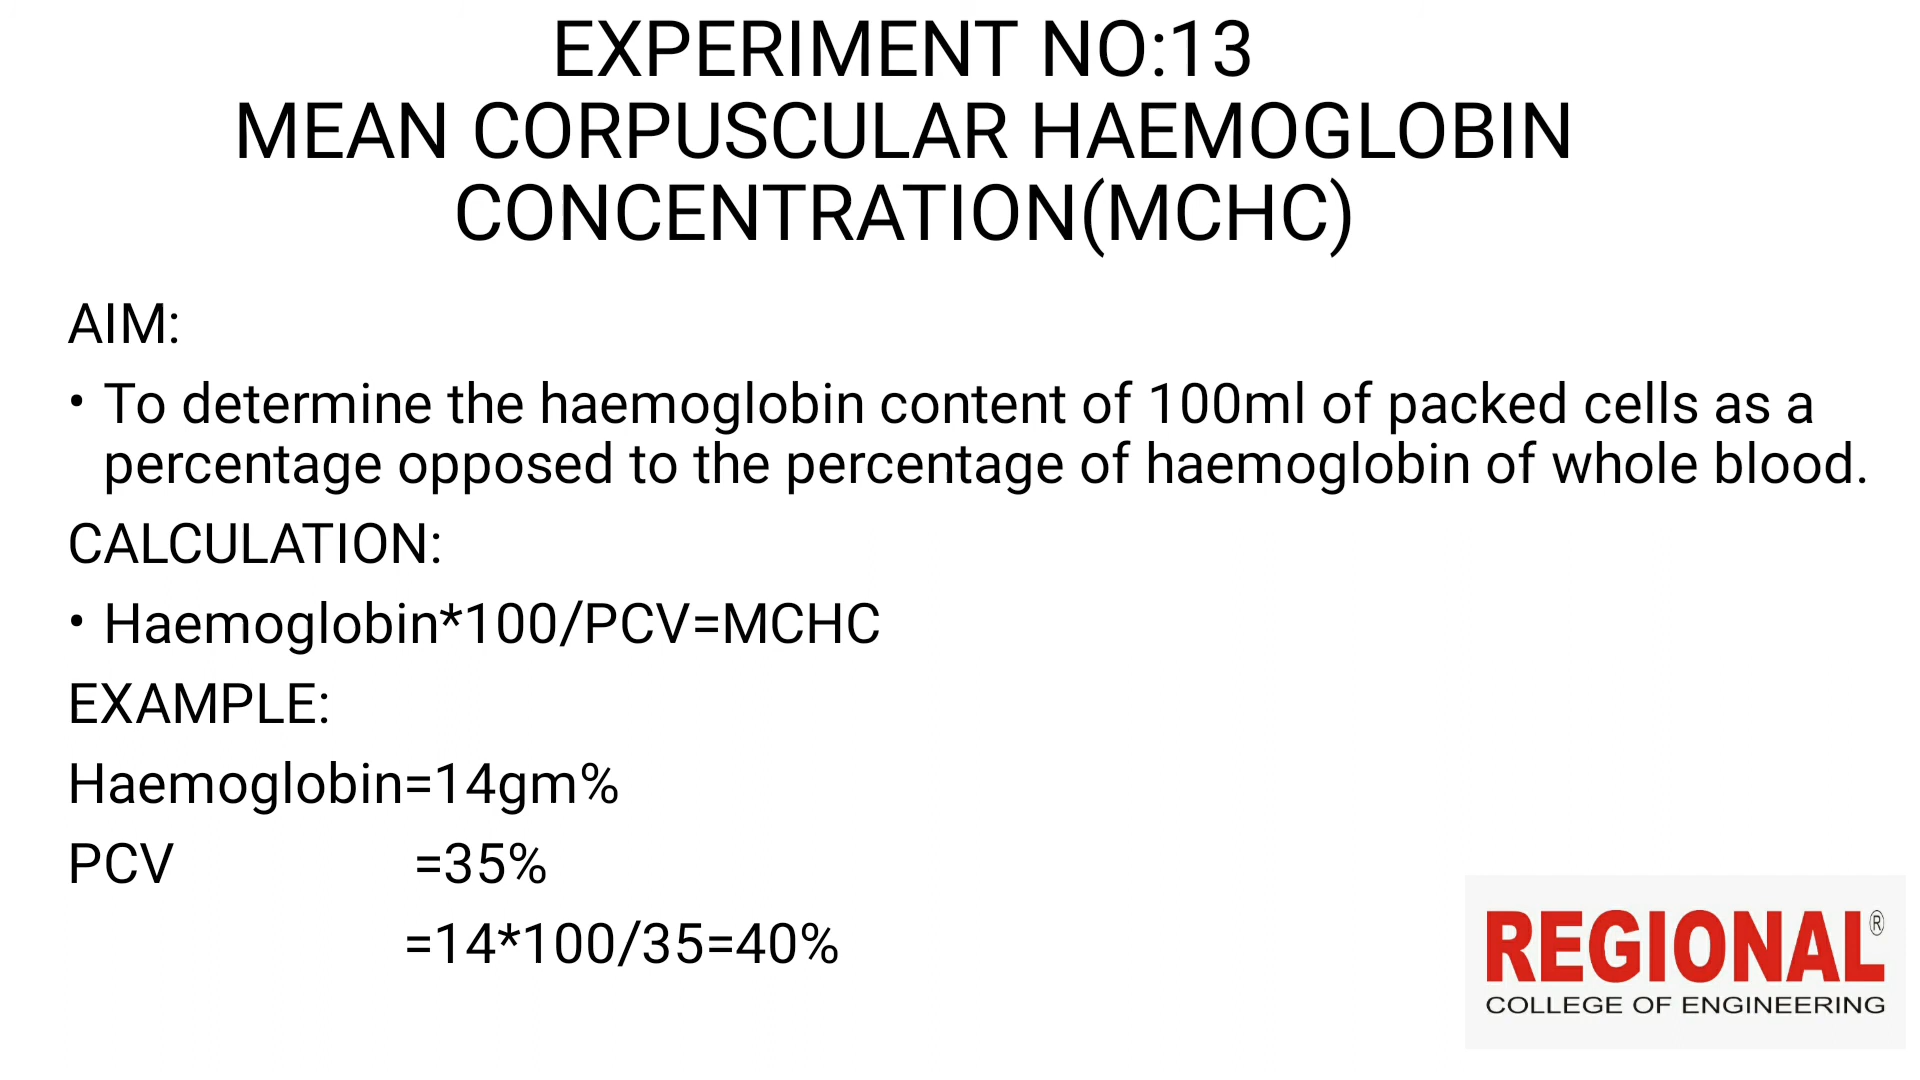 EXPERIMENT NO:13
MEAN CORPUSCULAR HAEMOGLOBIN
CONCENTRATION(MCHC)
AIM:
• To determine the haemoglobin content of 100ml of packed cells as a
percentage opposed to the percentage of haemoglobin of whole blood.
CALCULATION:
• Haemoglobin*100/PCV=MCHC
EXAMPLE:
Haemoglobin=14gm%
PCV =35%
=14*100/35=40%
REGIONAL®
COLLEGE OF ENGINEERING